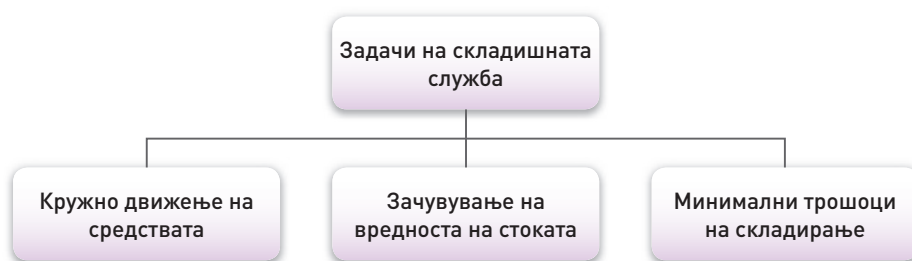 Задачи на складишната
служба
Кружно движење на
средствата
Зачувување на
вредноста на стоката
Минимални трошоци
на складирање